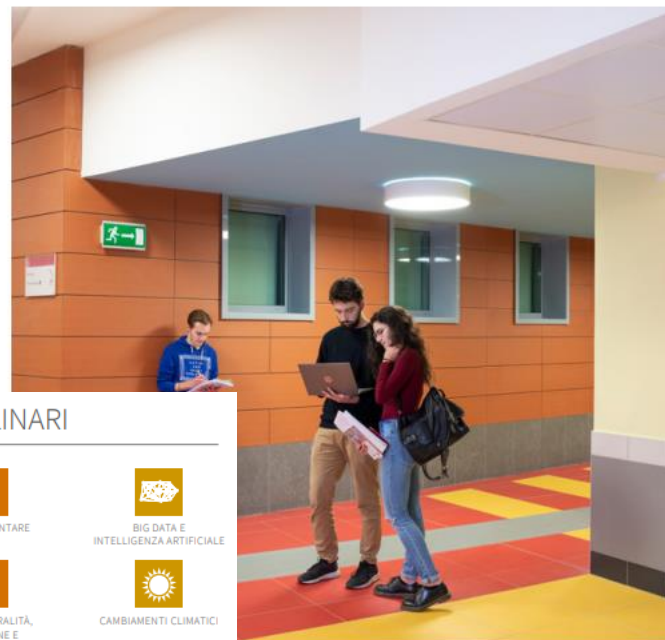 INARI
NTARE
BIG DATA E
INTELLIGENZA ARTIFICIALE
RALITÀ,
NE E
CAMBIAMENTI CLIMATICI